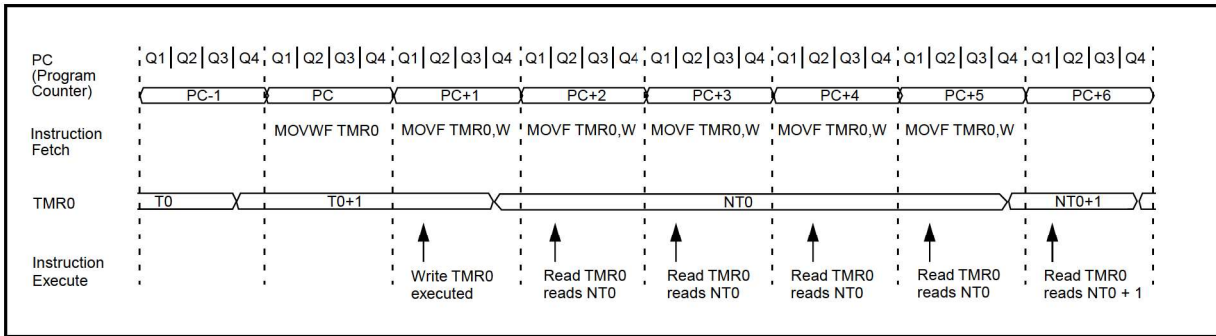 PC
(Program
Counter)
Q1 Q2 Q3 Q4 Q1 Q2 Q3 Q4 Q1 Q2 Q3 Q4 Q1 Q2 Q3 Q4 Q1 Q2 Q3 Q4 Q1 Q2 Q3 Q4 Q1 Q2 Q3 Q4 Q1 Q2 Q3 Q4
PC-1 PC PC+1 PC+2 PC+3 PC+4 PC+5 PC+6
Instruction
Fetch
MOVWF TMR0 MOVF TMR0,W MOVF TMR0,W MOVF TMR0,W MOVF TMR0,W MOVF TMR0,W
TMR0
T0 T0+1 NT0 NT0+1
Instruction
Execute
Write TMR0
executed
Read TMR0
reads NT0
Read TMR0
reads NT0
Read TMR0
reads NT0
Read TMR0
reads NT0
Read TMR0
reads NT0 + 1